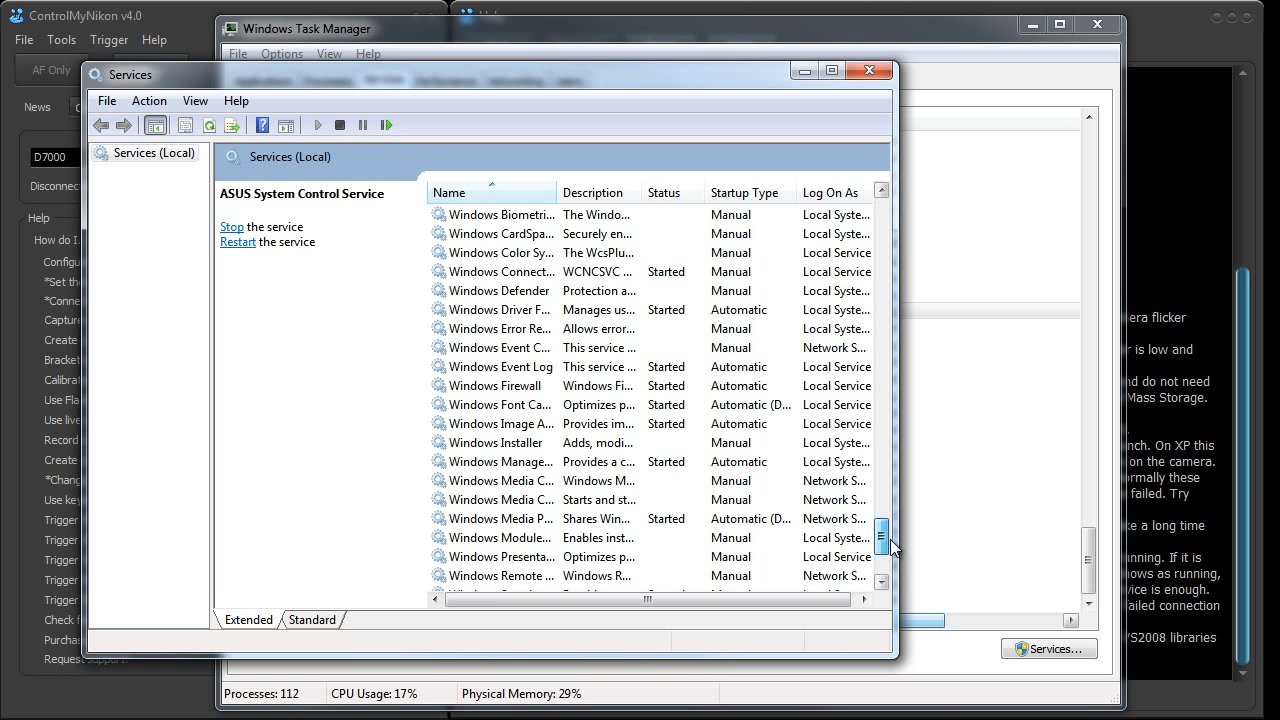 ControlMyNikon v4.0
File Tools Trigger Help
AF Only
News
D7000
Disconnec
Help
How do I.
Configu
*Set the
*Conne
Capture
Create
Bracket
Calibrat
Use Fla
Use live
Record
Create
*Chang
Use key
Trigger
Trigger
Trigger
Trigger
Trigger
Check f
Purchas
Request support?
Windows Task Manager
File Options View Help
Services
File Action View Help
Services (Local)
Services (Local)
ASUS System Control Service
Stop the service
Restart the service
Name Description Status Startup Type Log On As
Windows Biometri... The Windo... Manual Local Syste...
Windows CardSpa... Securely en... Manual Local Syste...
Windows Color Sy... The WcsPlu... Manual Local Service
Windows Connect... WCNCSVC ... Started Manual Local Service
Windows Defender Protection a... Manual Local Syste...
Windows Driver F... Manages us... Started Automatic Local Syste...
Windows Error Re... Allows error... Manual Local Syste...
Windows Event C... This service ... Manual Network S...
Windows Event Log This service ... Started Automatic Local Service
Windows Firewall Windows Fi... Started Automatic Local Service
Windows Font Ca... Optimizes p... Started Automatic (D... Local Service
Windows Image A... Provides im... Started Automatic Local Service
Windows Installer Adds, modi... Manual Local Syste...
Windows Manage... Provides a c... Started Automatic Local Syste...
Windows Media C... Windows M... Manual Network S...
Windows Media C... Starts and st... Manual Network S...
Windows Media P... Shares Win... Started Automatic (D... Network S...
Windows Module... Enables inst... Manual Local Syste...
Windows Presenta... Optimizes p... Manual Local Service
Windows Remote ... Windows R... Manual Network S...
Extended Standard
Services...
Processes: 112 CPU Usage: 17% Physical Memory: 29%
era flicker
r is low and
nd do not need
Mass Storage.
nch. On XP this
on the camera.
ormally these
failed. Try
ke a long time
nning. If it is
hows as running,
vice is enough.
ailed connection
VS2008 libraries